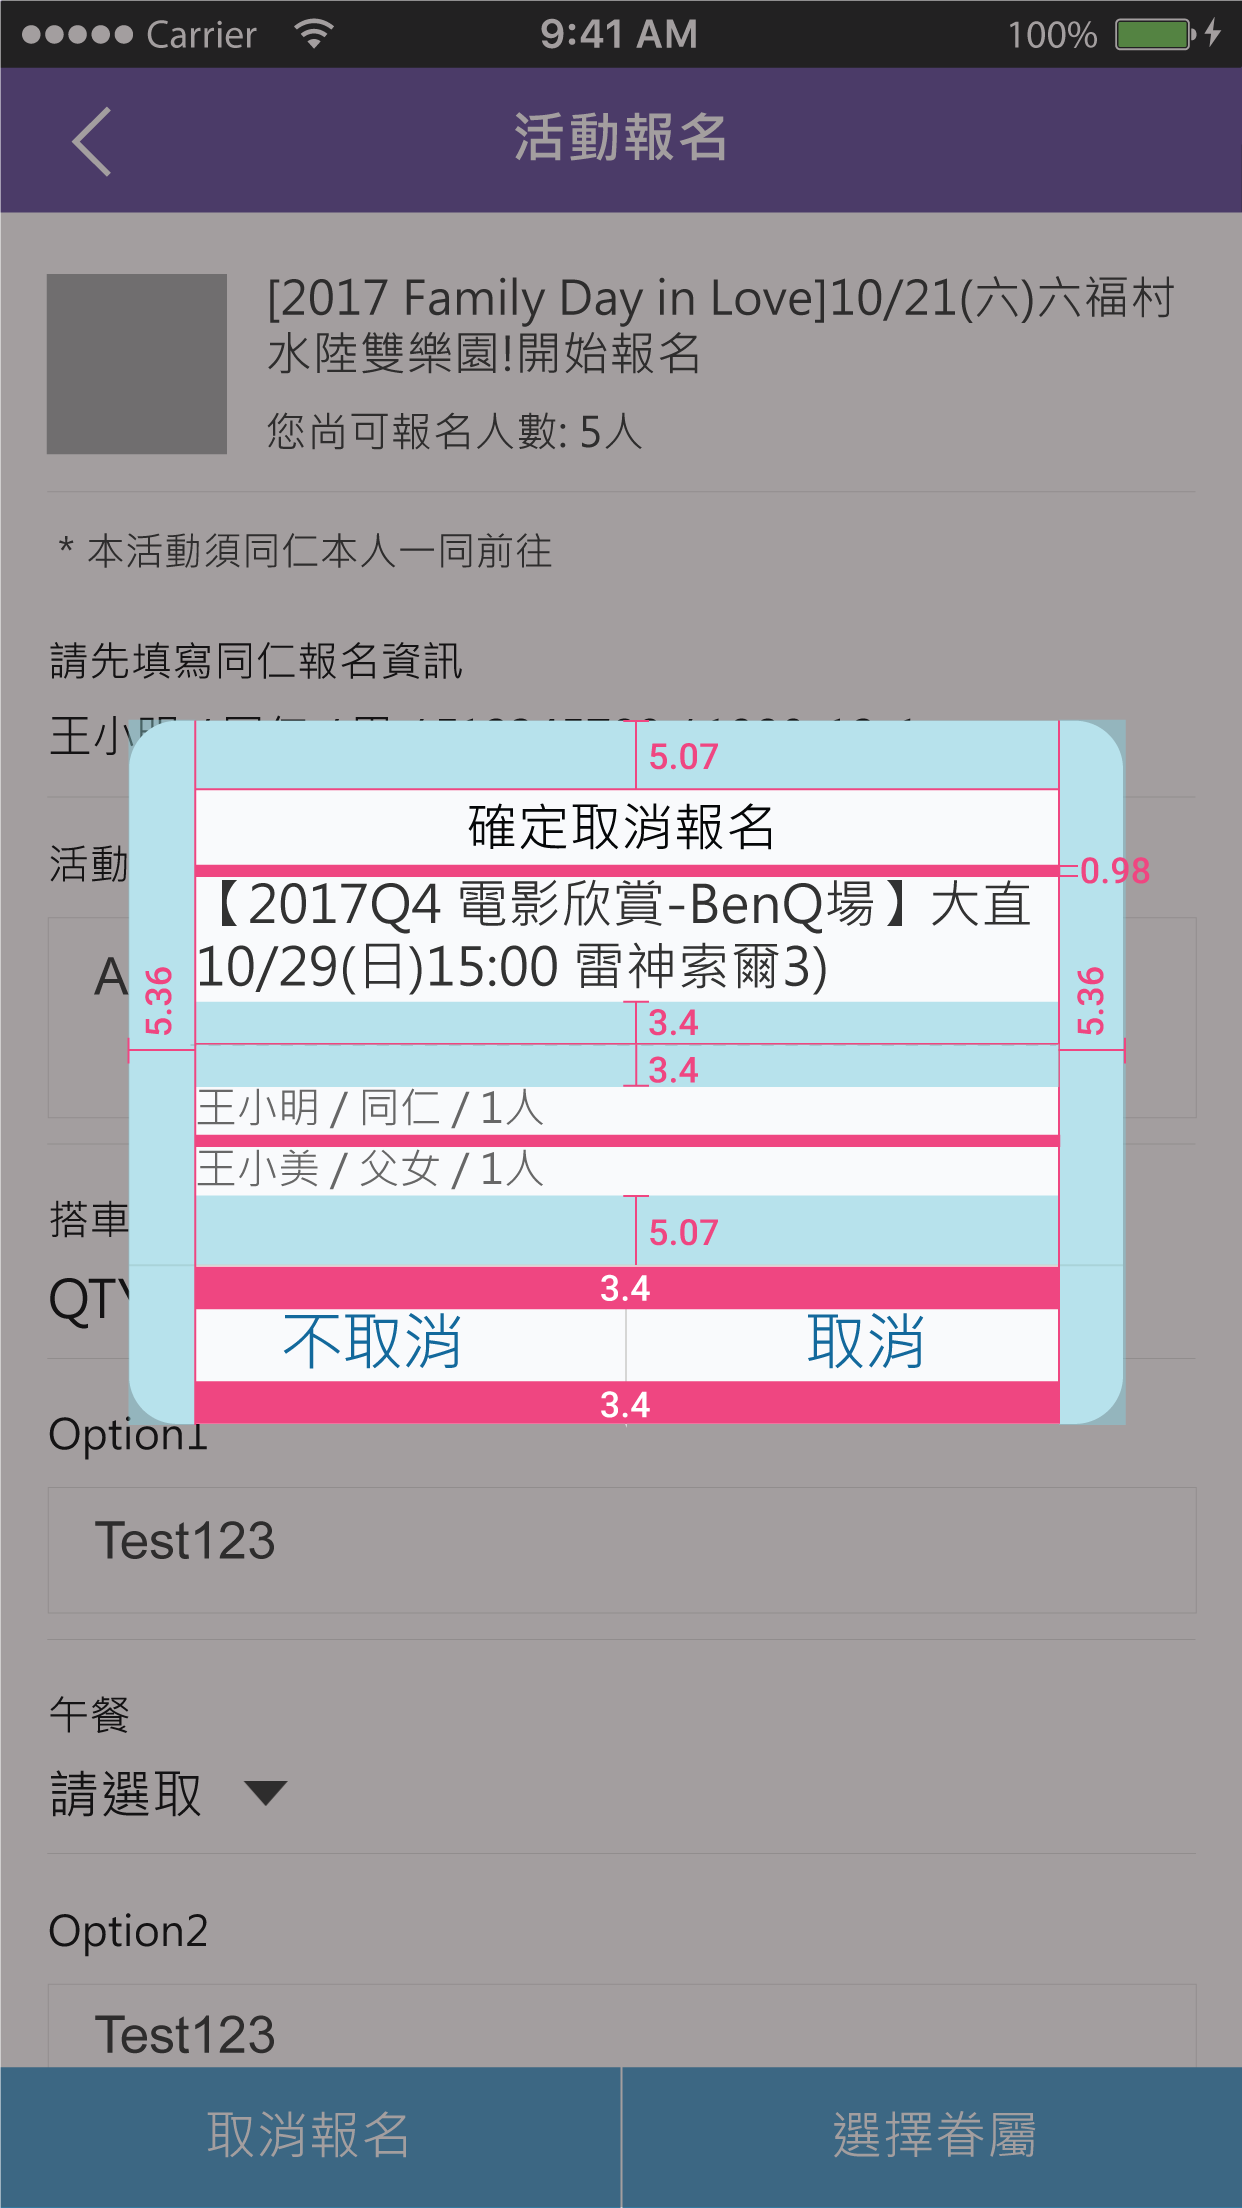 Carrier 9:41 AM 100%
活動報名
[2017 Family Day in Love]10/21(六)六福村
水陸雙樂園!開始報名
您尚可報名人數: 5人
* 本活動須同仁本人一同前往
請先填寫同仁報名資訊
王小
5.07
確定取消報名
活動
0.98
【2017Q4 電影欣賞-BenQ場】大直
10/29(日)15:00 雷神索爾3)
A
5.36
5.36
3.4
3.4
王小明 / 同仁 / 1人
王小美 / 父女 / 1人
搭車
5.07
QTY
3.4
不取消 取消
3.4
Option1
Test123
午餐
請選取
Option2
Test123
取消報名 選擇眷屬